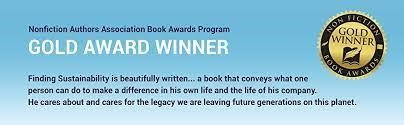 Nonfiction Authors Association Book Awards Program
GOLD AWARD WINNER
Finding Sustainability is beautifully written... a book that conveys what one
person can do to make a difference in his own life and the life of his company.
He cares about and cares for the legacy we are leaving future generations on this planet.
NON FICTION
GOLD
WINNER
BOOK AWARDS